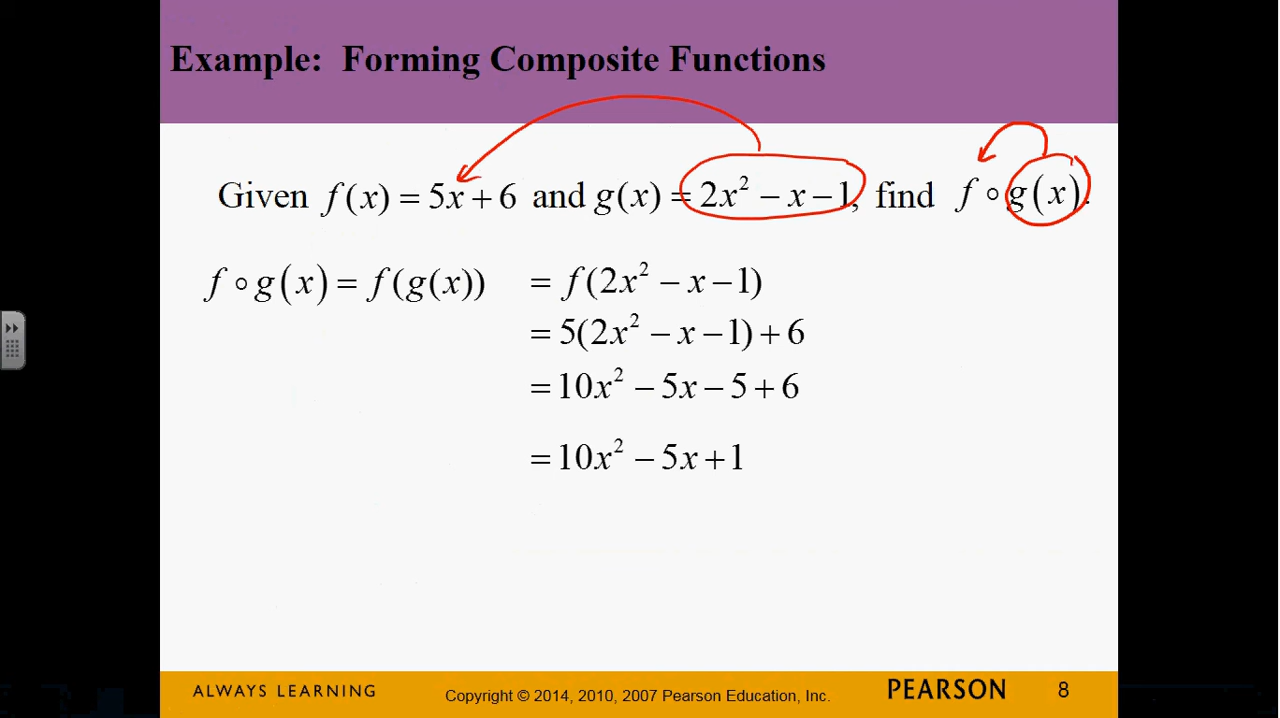 Example: Forming Composite Functions
Given f(x) = 5x + 6 and g(x) = 2x² − x − 1, find f ∘ g(x).
f ∘ g(x) = f(g(x)) = f(2x² − x − 1)
= 5(2x² − x − 1) + 6
= 10x² − 5x − 5 + 6
= 10x² − 5x + 1
ALWAYS LEARNING Copyright © 2014, 2010, 2007 Pearson Education, Inc. PEARSON 8